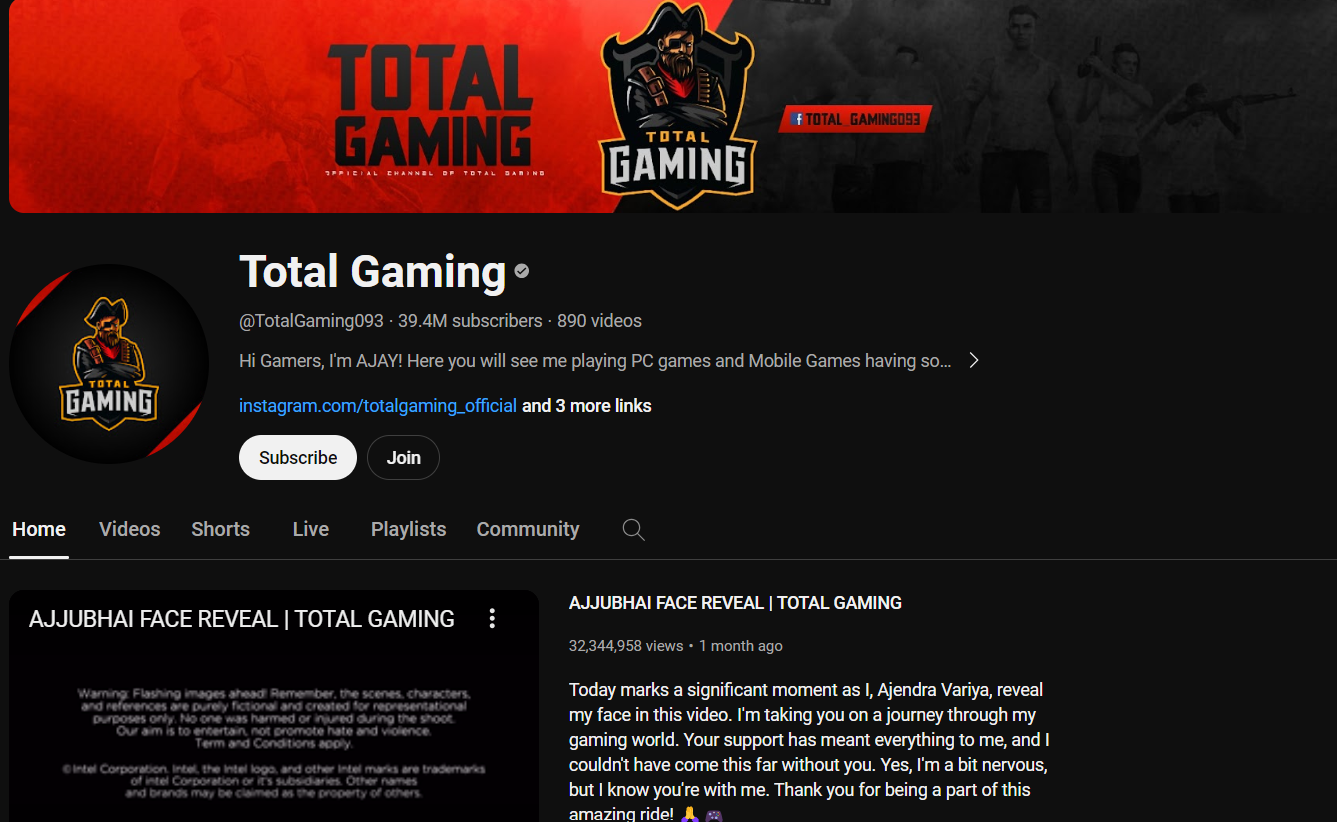 TOTAL
GAMING
OFFICIAL CHANNEL OF TOTAL GAMING
TOTAL
GAMING
TOTAL_GAMING093
Total Gaming
@TotalGaming093 · 39.4M subscribers · 890 videos
Hi Gamers, I'm AJAY! Here you will see me playing PC games and Mobile Games having so...
instagram.com/totalgaming_official and 3 more links
TOTAL
GAMING
Subscribe Join
Home Videos Shorts Live Playlists Community
AJJUBHAI FACE REVEAL | TOTAL GAMING
Warning: Flashing images ahead! Remember, the scenes, characters,
and references are purely fictional and created for representational
purposes only. No one was harmed or injured during the shoot.
Our aim is to entertain, not promote hate and violence.
Term and Conditions apply.
©Intel Corporation. Intel, the Intel logo, and other Intel marks are trademarks
of intel Corporation or it's subsidiaries. Other names
and brands may be claimed as the property of others.
AJJUBHAI FACE REVEAL | TOTAL GAMING
32,344,958 views • 1 month ago
Today marks a significant moment as I, Ajendra Variya, reveal
my face in this video. I'm taking you on a journey through my
gaming world. Your support has meant everything to me, and I
couldn't have come this far without you. Yes, I'm a bit nervous,
but I know you're with me. Thank you for being a part of this
amazing ride! 🙏🎮